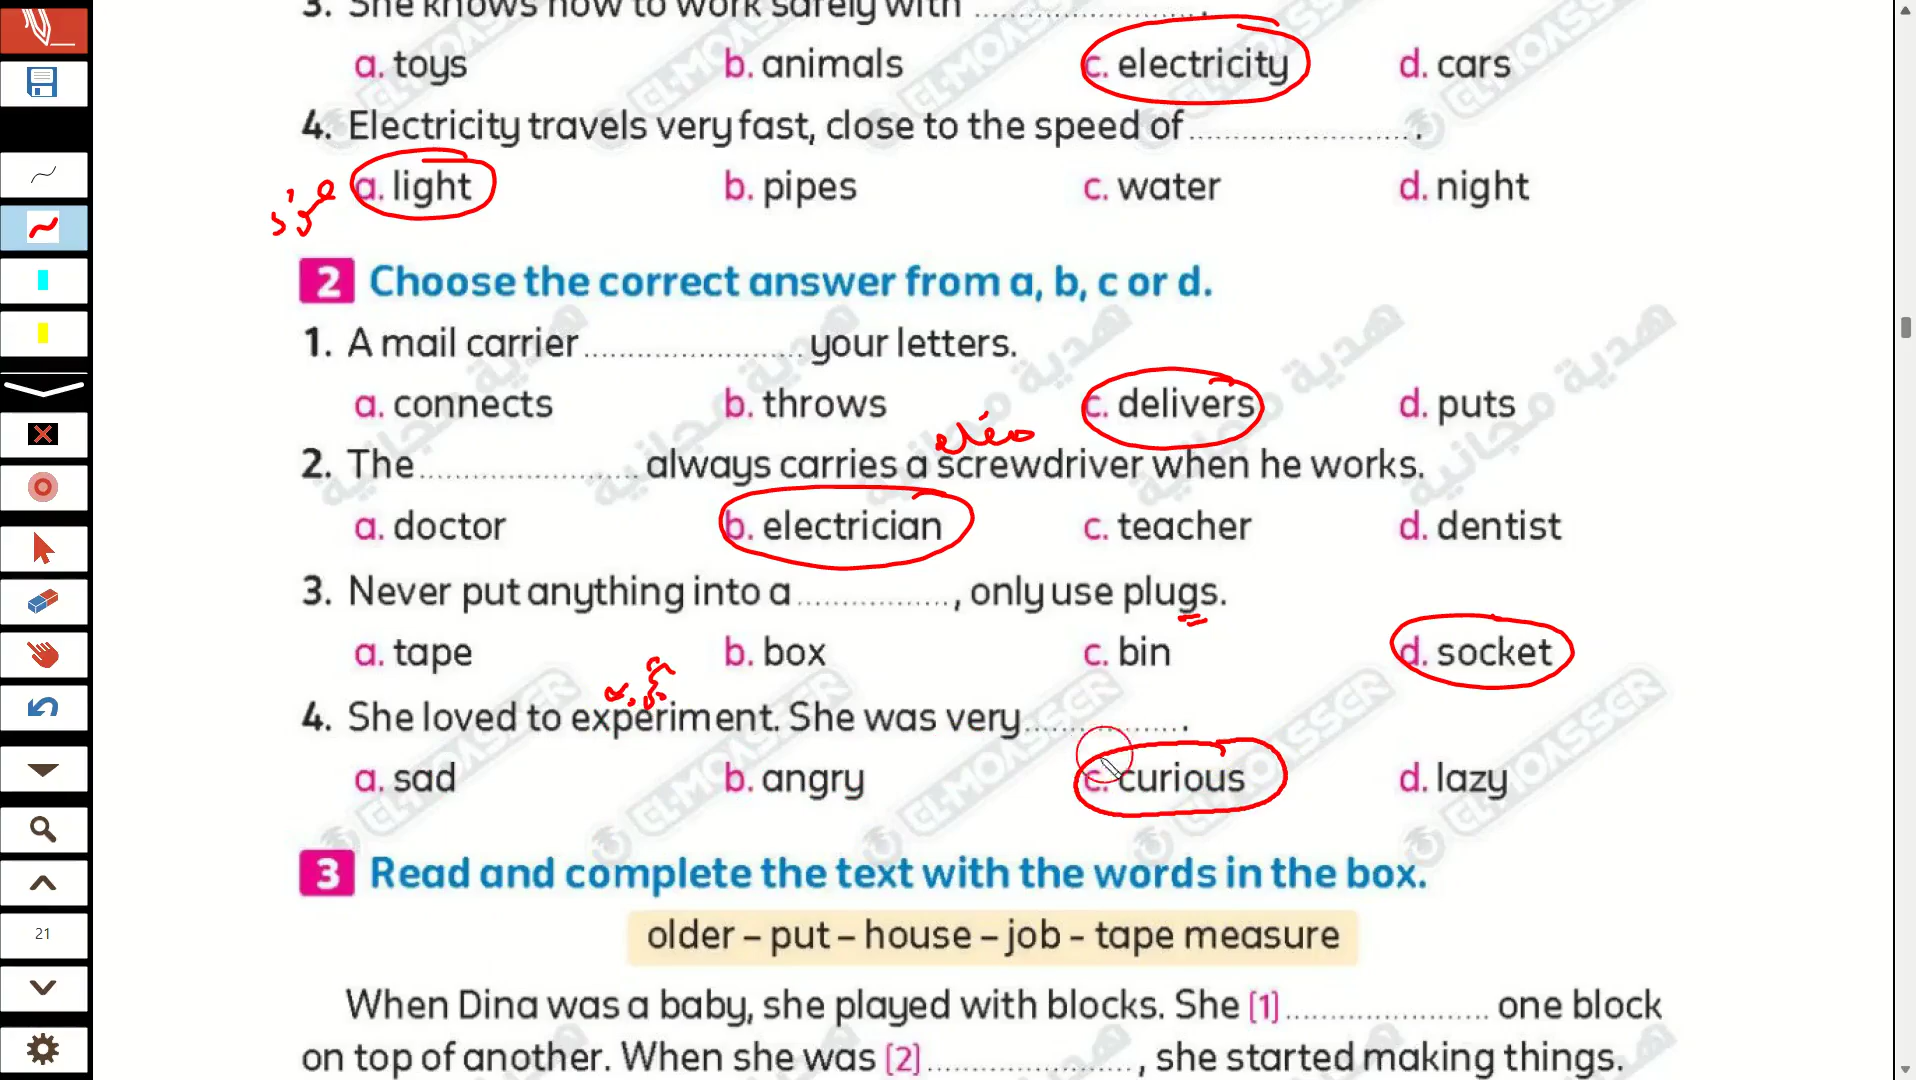 3. She knows how to work safely with ........................ .
a. toys b. animals c. electricity d. cars
4. Electricity travels very fast, close to the speed of ........................ .
a. light b. pipes c. water d. night
2 Choose the correct answer from a, b, c or d.
1. A mail carrier ........................ your letters.
a. connects b. throws c. delivers d. puts
مفك
2. The ........................ always carries a screwdriver when he works.
a. doctor b. electrician c. teacher d. dentist
3. Never put anything into a ................ , only use plugs.
a. tape b. box c. bin d. socket
4. She loved to experiment. She was very ................ .
a. sad b. angry c. curious d. lazy
3 Read and complete the text with the words in the box.
older – put – house – job – tape measure
When Dina was a baby, she played with blocks. She [1] ...................... one block
on top of another. When she was [2] ...................... , she started making things.
21
EL-MOASSER
هدية مجانية